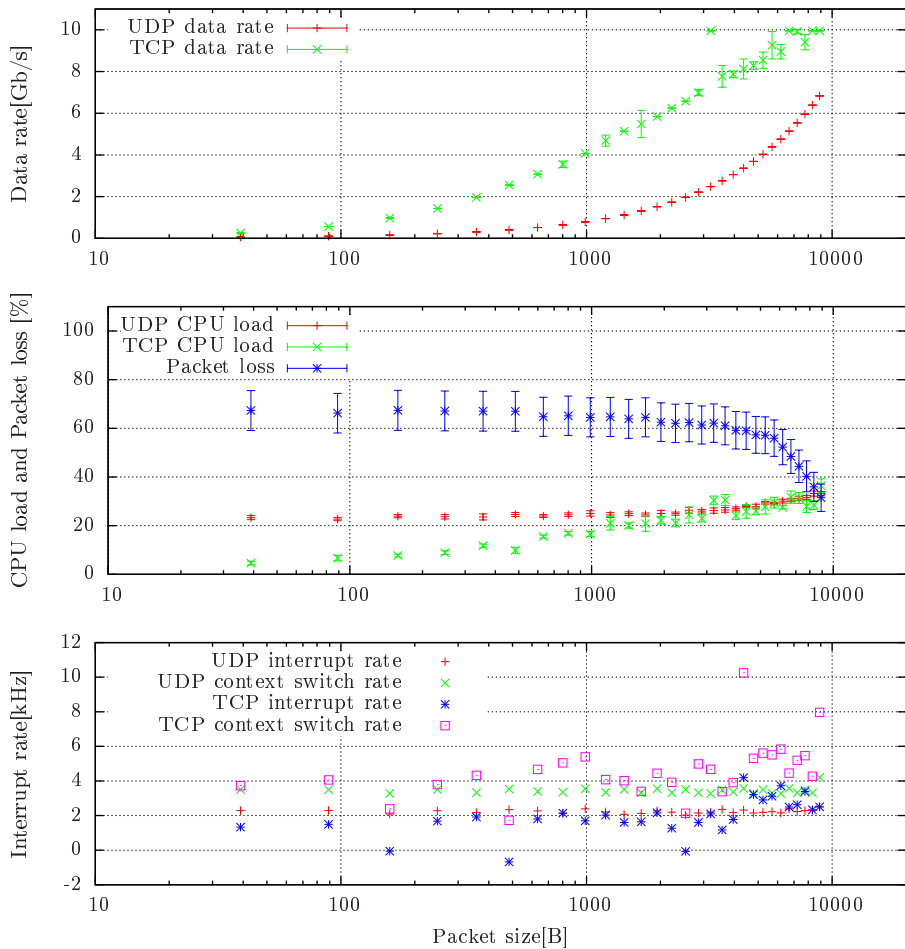 10
8
6
4
2
0
Data rate[Gb/s]
UDP data rate
TCP data rate
10
100
1000
10000
100
80
60
40
20
0
CPU load and Packet loss [%]
UDP CPU load
TCP CPU load
Packet loss
10
100
1000
10000
12
10
8
6
4
2
0
-2
Interrupt rate[kHz]
UDP interrupt rate
UDP context switch rate
TCP interrupt rate
TCP context switch rate
10
100
1000
10000
Packet size[B]